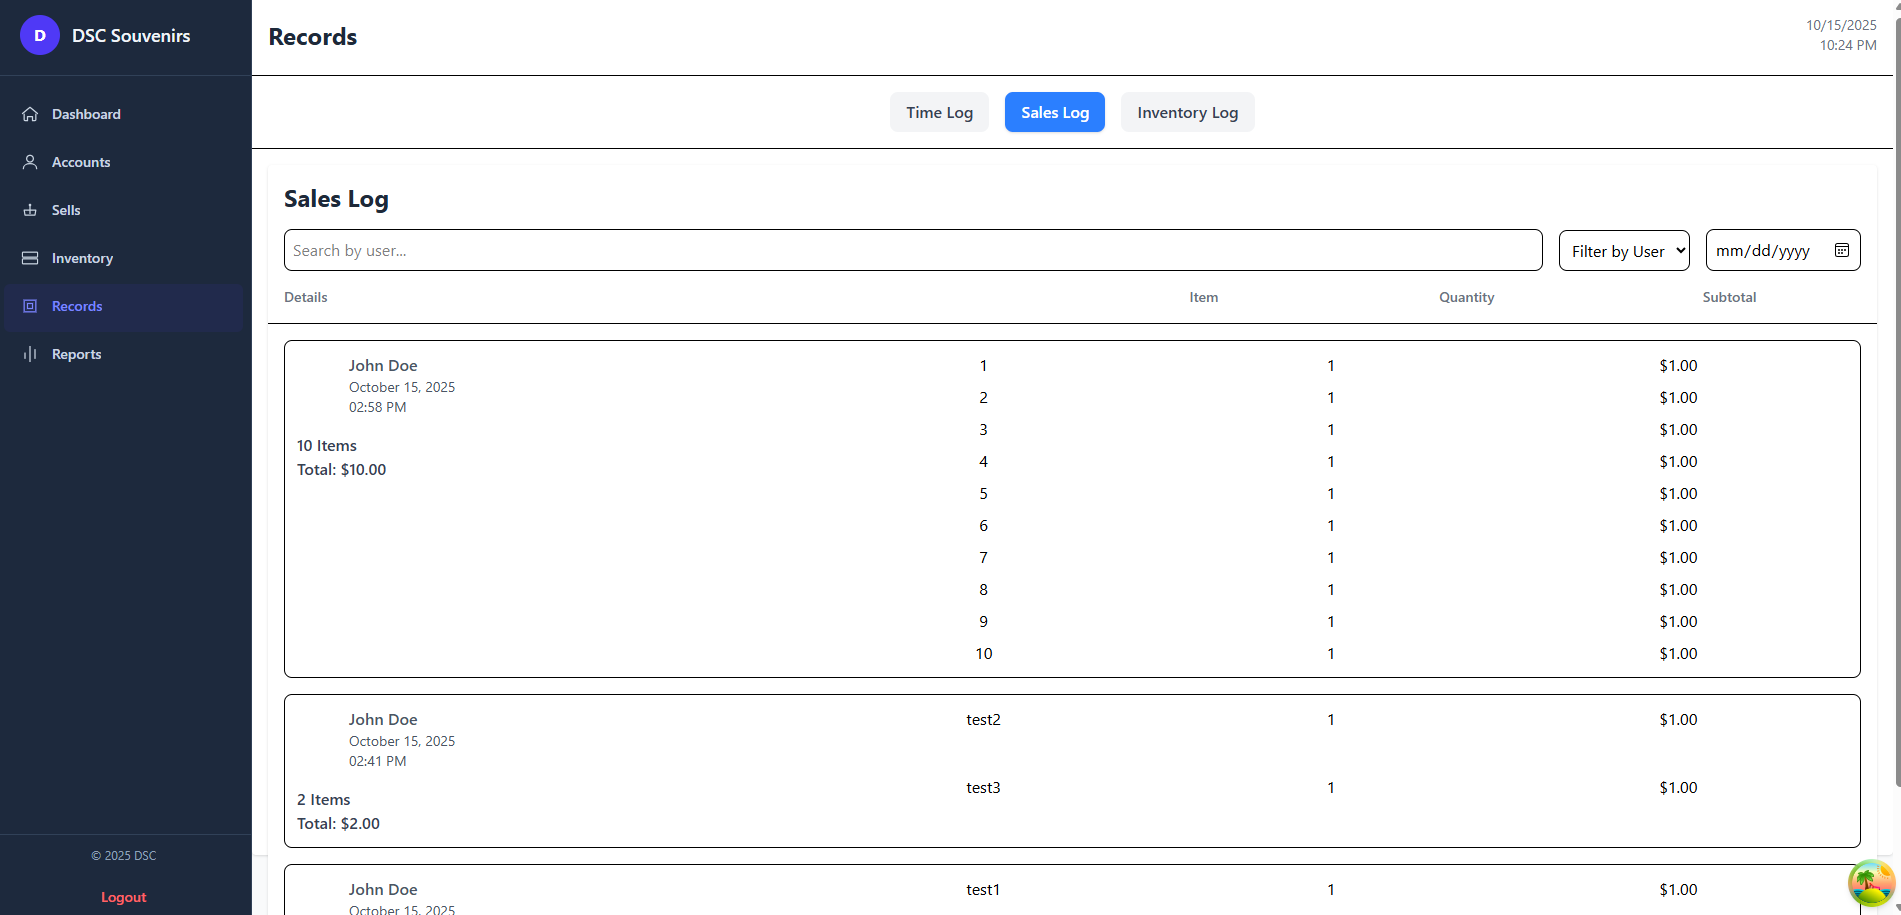 D
DSC Souvenirs
Dashboard
Accounts
Sells
Inventory
Records
Reports
© 2025 DSC
Logout
Records
10/15/2025
10:24 PM
Time Log
Sales Log
Inventory Log
Sales Log
Search by user...
Filter by User
mm/dd/yyyy
Details Item Quantity Subtotal
John Doe
October 15, 2025
02:58 PM
10 Items
Total: $10.00
1 1 $1.00
2 1 $1.00
3 1 $1.00
4 1 $1.00
5 1 $1.00
6 1 $1.00
7 1 $1.00
8 1 $1.00
9 1 $1.00
10 1 $1.00
John Doe
October 15, 2025
02:41 PM
2 Items
Total: $2.00
test2 1 $1.00
test3 1 $1.00
John Doe
October 15, 2025
test1 1 $1.00